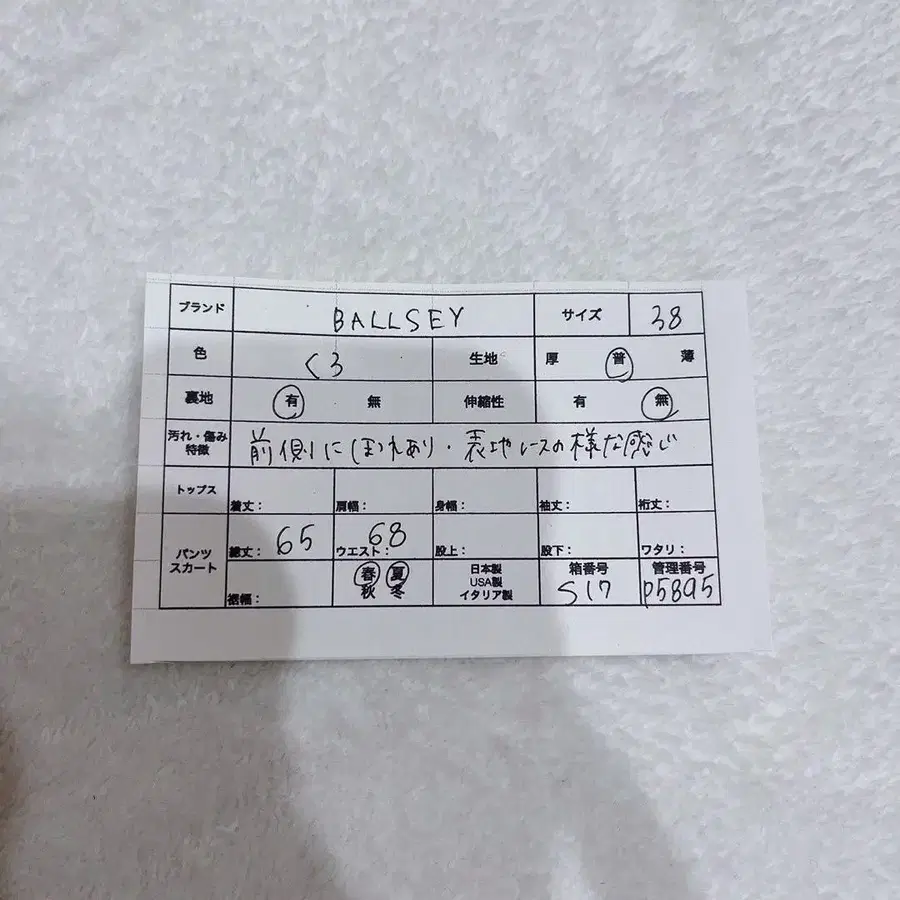 ブランド BALLSEY サイズ 38
色 くろ 生地 厚 普 薄
裏地 有 無 伸縮性 有 無
汚れ・傷み
特徴 前側にほつれあり・表地レースの様な感じ
トップス 着丈: 肩幅: 身幅: 袖丈: 裄丈:
パンツ
スカート 総丈: 65 ウエスト: 68 股上: 股下: ワタリ:
裾幅: 春 夏
秋 冬
日本製
USA製
イタリア製
箱番号
S17
管理番号
P5895